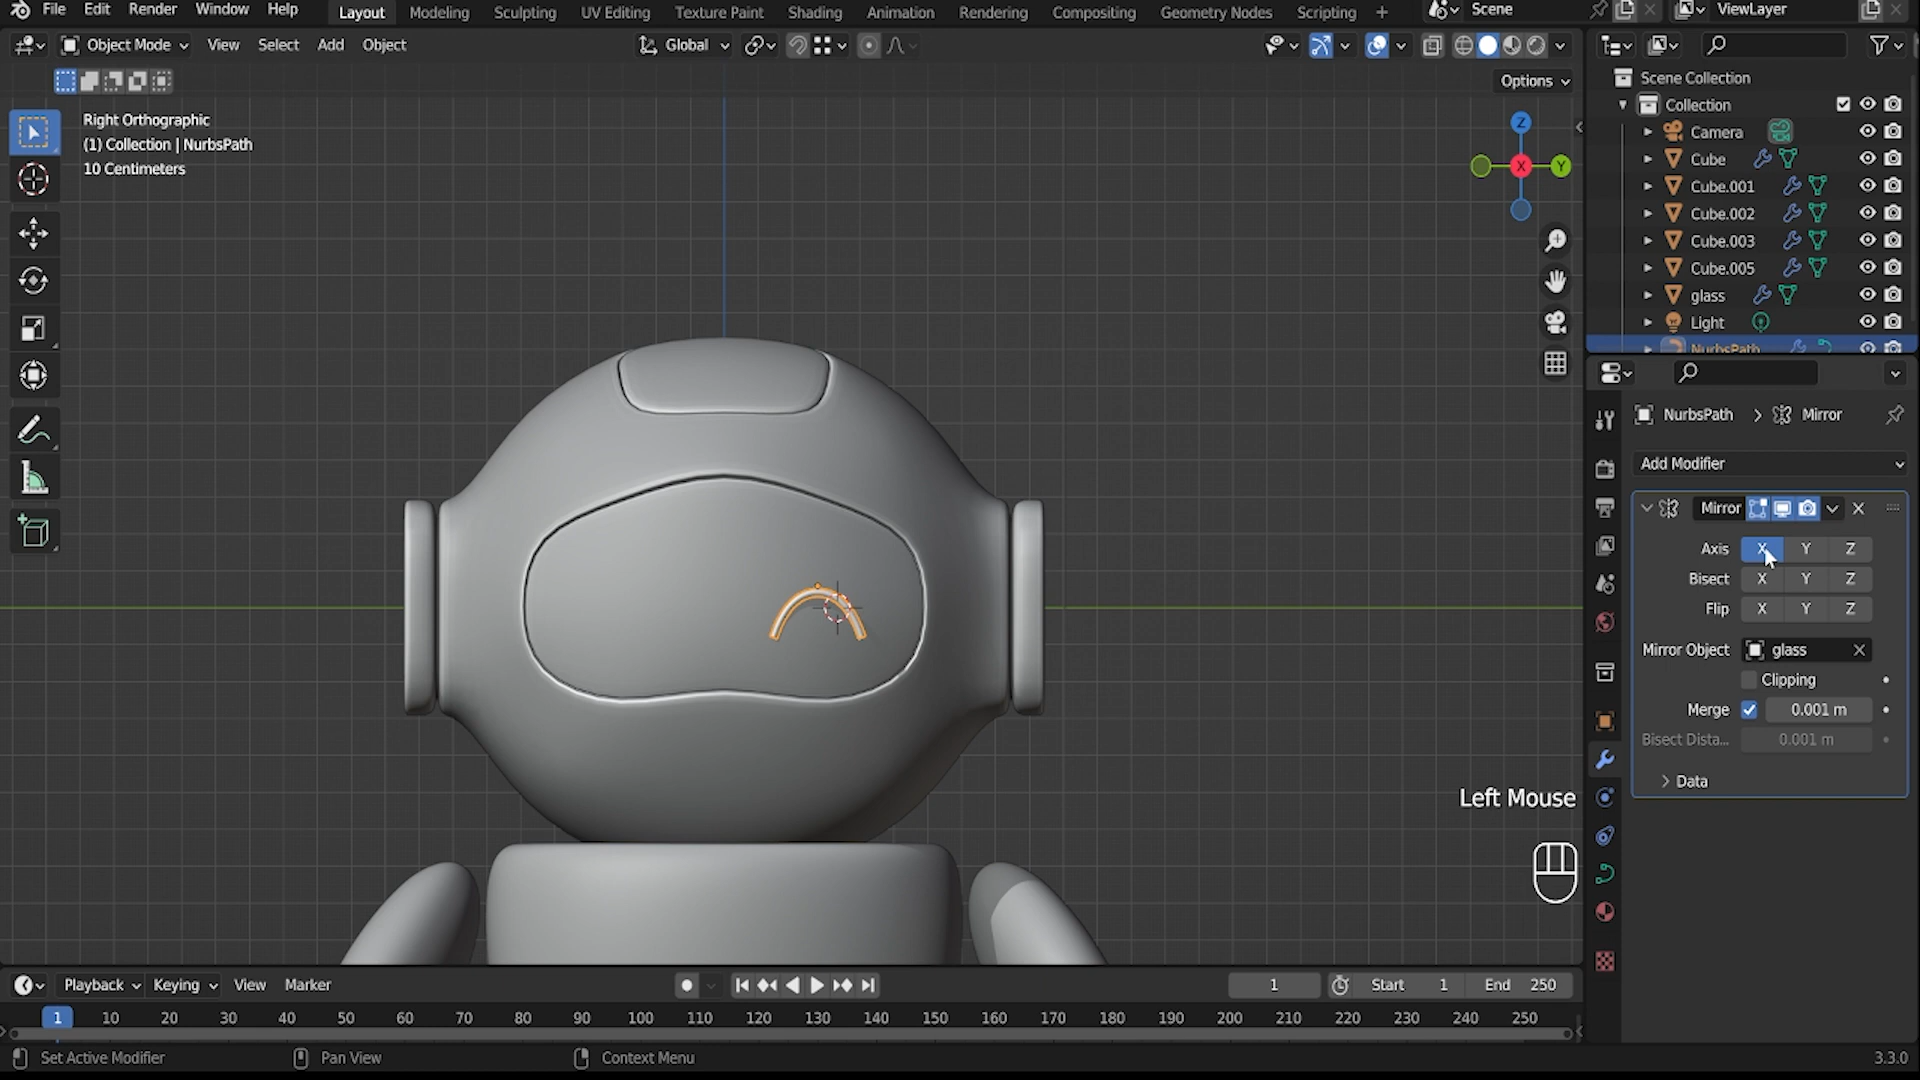 File Edit Render Window Help Layout Modeling Sculpting UV Editing Texture Paint Shading Animation Rendering Compositing Geometry Nodes Scripting + Scene ViewLayer
Object Mode View Select Add Object Global
Options
Right Orthographic
(1) Collection | NurbsPath
10 Centimeters
Z
X
Y
Scene Collection
Collection
Camera
Cube
Cube.001
Cube.002
Cube.003
Cube.005
glass
Light
NurbsPath
NurbsPath > Mirror
Add Modifier
Mirror
Axis X Y Z
Bisect X Y Z
Flip X Y Z
Mirror Object glass
Clipping
Merge 0.001 m
Bisect Dista... 0.001 m
Data
Left Mouse
Playback Keying View Marker 1 Start 1 End 250
1 10 20 30 40 50 60 70 80 90 100 110 120 130 140 150 160 170 180 190 200 210 220 230 240 250
Set Active Modifier Pan View Context Menu 3.3.0